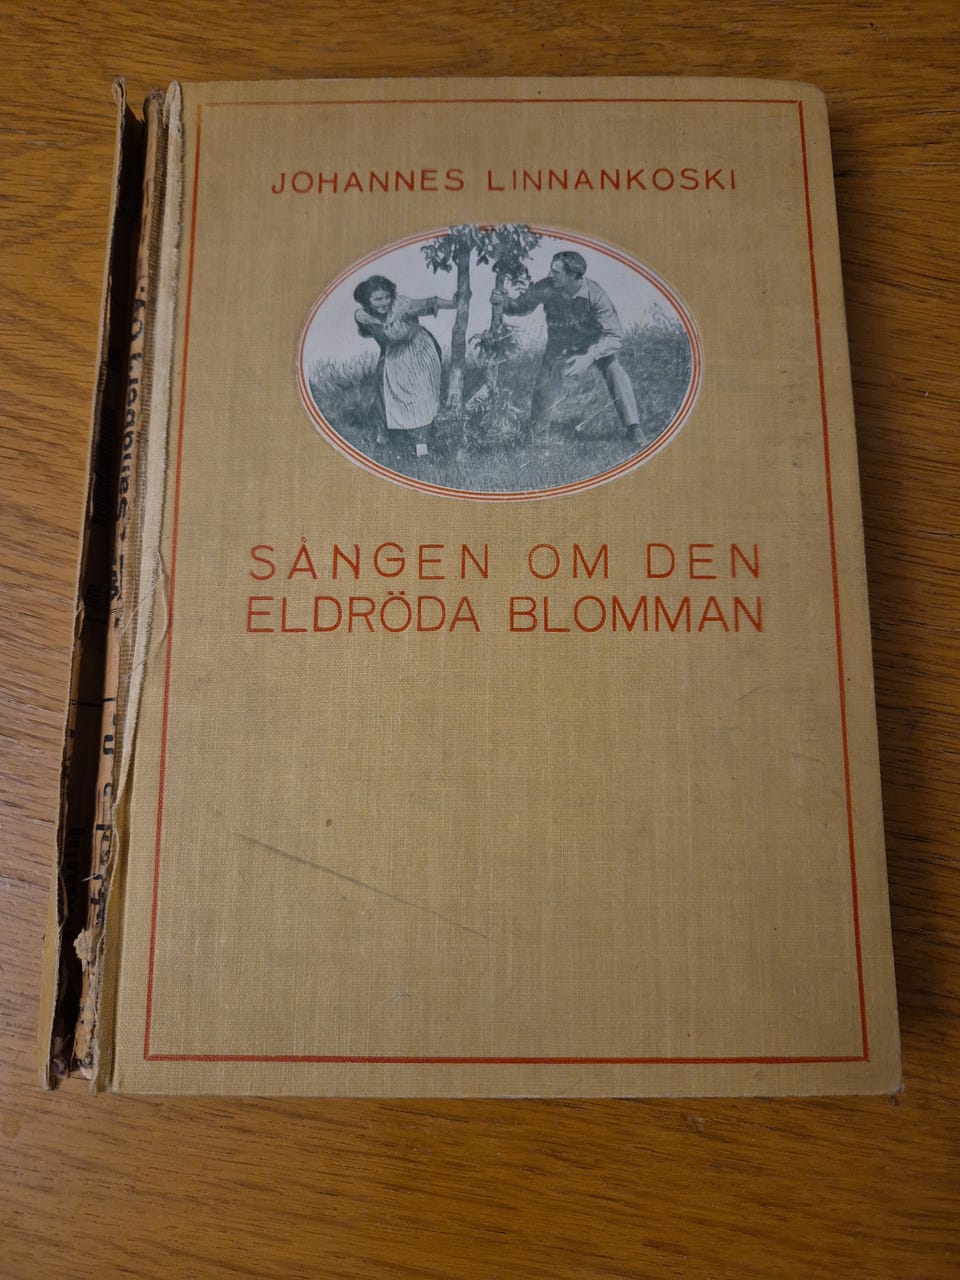 JOHANNES LINNANKOSKI
SÅNGEN OM DEN
ELDRÖDA BLOMMAN